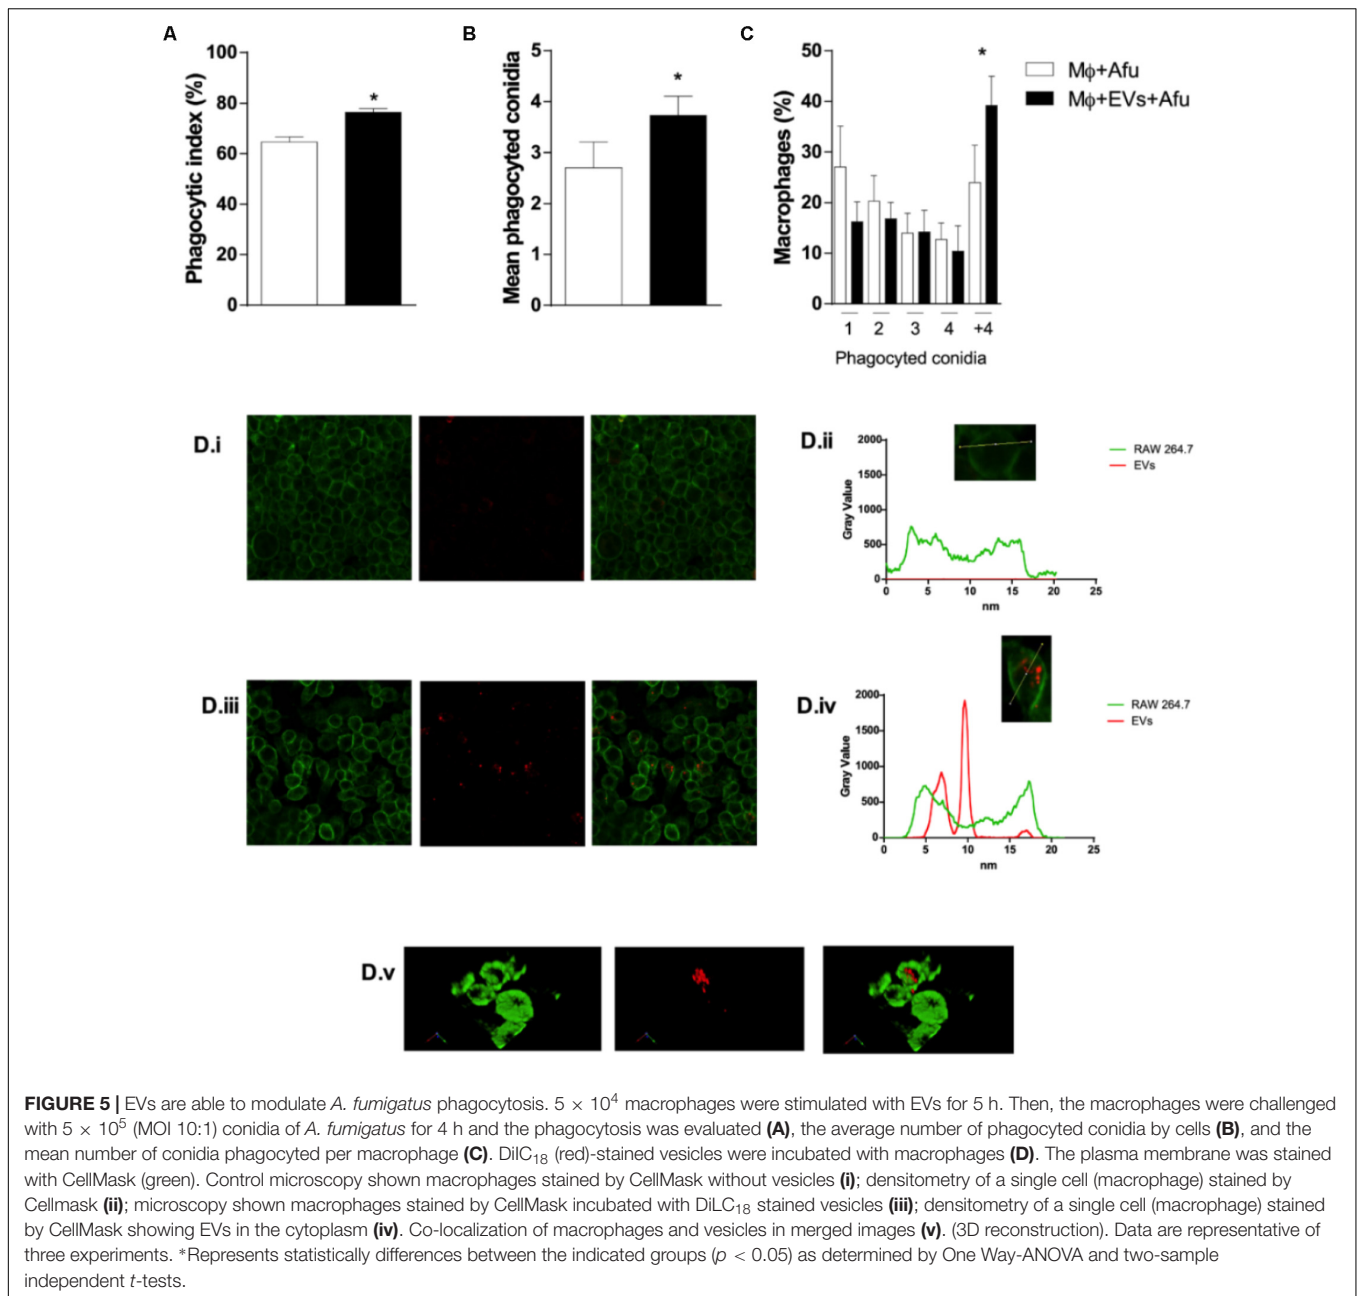 A
Phagocytic index (%)
100
80
60
40
20
0
*
B
Mean phagocyted conidia
5
4
3
2
1
0
*
C
Macrophages (%)
50
40
30
20
10
0
*
1 2 3 4 +4
Phagocyted conidia
Mϕ+Afu
Mϕ+EVs+Afu
D.i
D.ii
Gray Value
2000
1500
1000
500
0
0 5 10 15 20 25
nm
RAW 264.7
EVs
D.iii
D.iv
Gray Value
2000
1500
1000
500
0
0 5 10 15 20 25
nm
RAW 264.7
EVs
D.v
FIGURE 5 | EVs are able to modulate A. fumigatus phagocytosis. 5 × 10⁴ macrophages were stimulated with EVs for 5 h. Then, the macrophages were challenged
with 5 × 10⁵ (MOI 10:1) conidia of A. fumigatus for 4 h and the phagocytosis was evaluated (A), the average number of phagocyted conidia by cells (B), and the
mean number of conidia phagocyted per macrophage (C). DilC₁₈ (red)-stained vesicles were incubated with macrophages (D). The plasma membrane was stained
with CellMask (green). Control microscopy shown macrophages stained by CellMask without vesicles (i); densitometry of a single cell (macrophage) stained by
Cellmask (ii); microscopy shown macrophages stained by CellMask incubated with DiLC₁₈ stained vesicles (iii); densitometry of a single cell (macrophage) stained
by CellMask showing EVs in the cytoplasm (iv). Co-localization of macrophages and vesicles in merged images (v). (3D reconstruction). Data are representative of
three experiments. *Represents statistically differences between the indicated groups (p < 0.05) as determined by One Way-ANOVA and two-sample
independent t-tests.